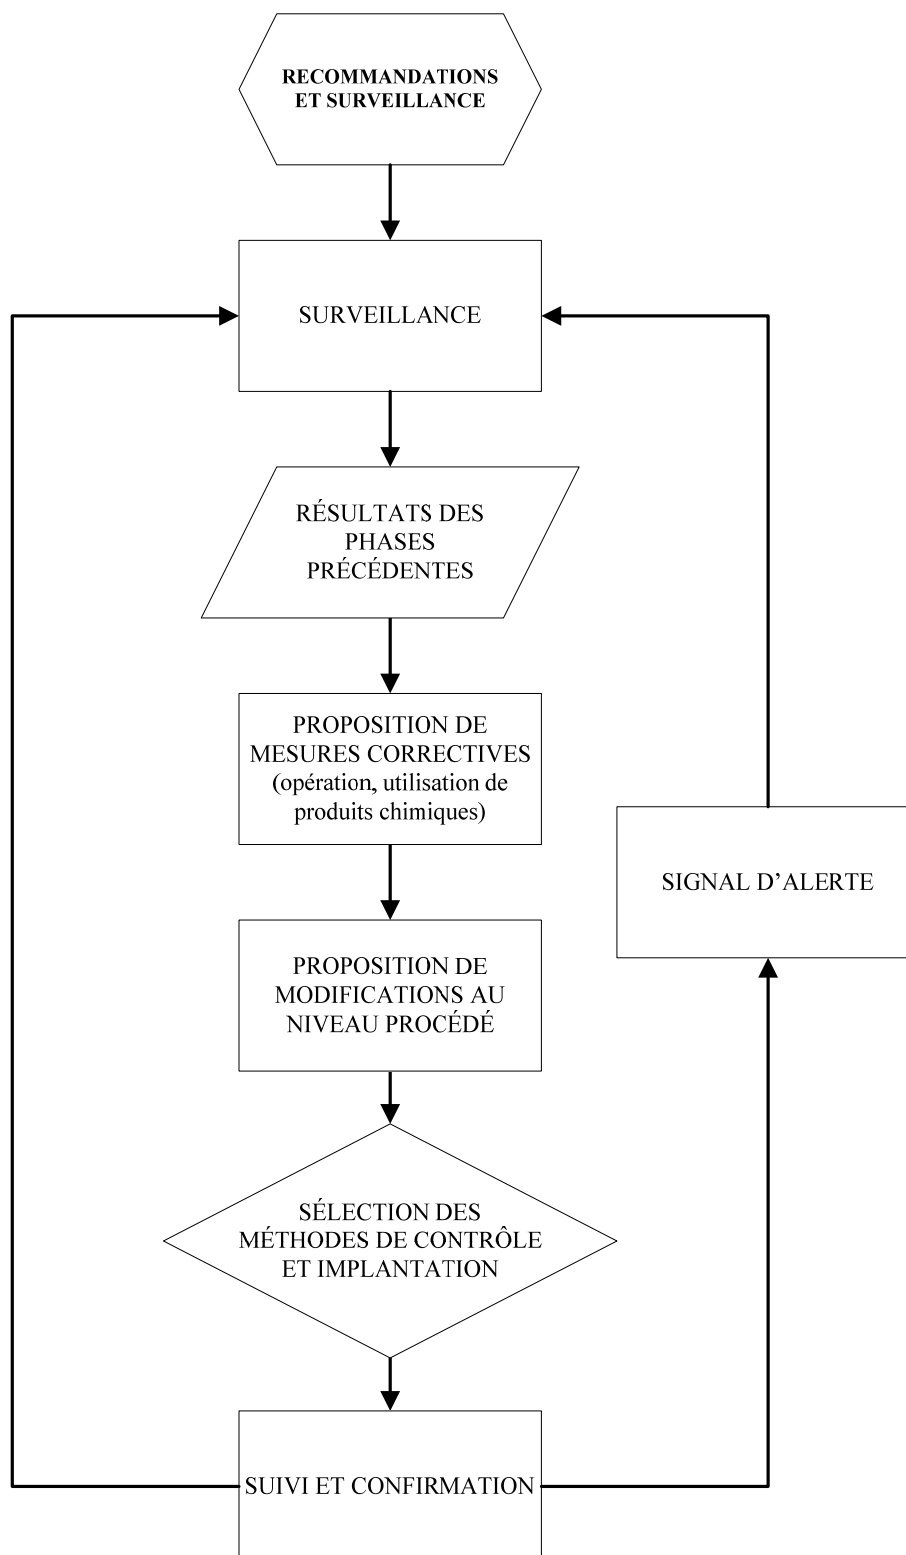 RECOMMANDATIONS
ET SURVEILLANCE
SURVEILLANCE
RÉSULTATS DES
PHASES
PRÉCÉDENTES
PROPOSITION DE
MESURES CORRECTIVES
(opération, utilisation de
produits chimiques)
SIGNAL D’ALERTE
PROPOSITION DE
MODIFICATIONS AU
NIVEAU PROCÉDÉ
SÉLECTION DES
MÉTHODES DE CONTRÔLE
ET IMPLANTATION
SUIVI ET CONFIRMATION